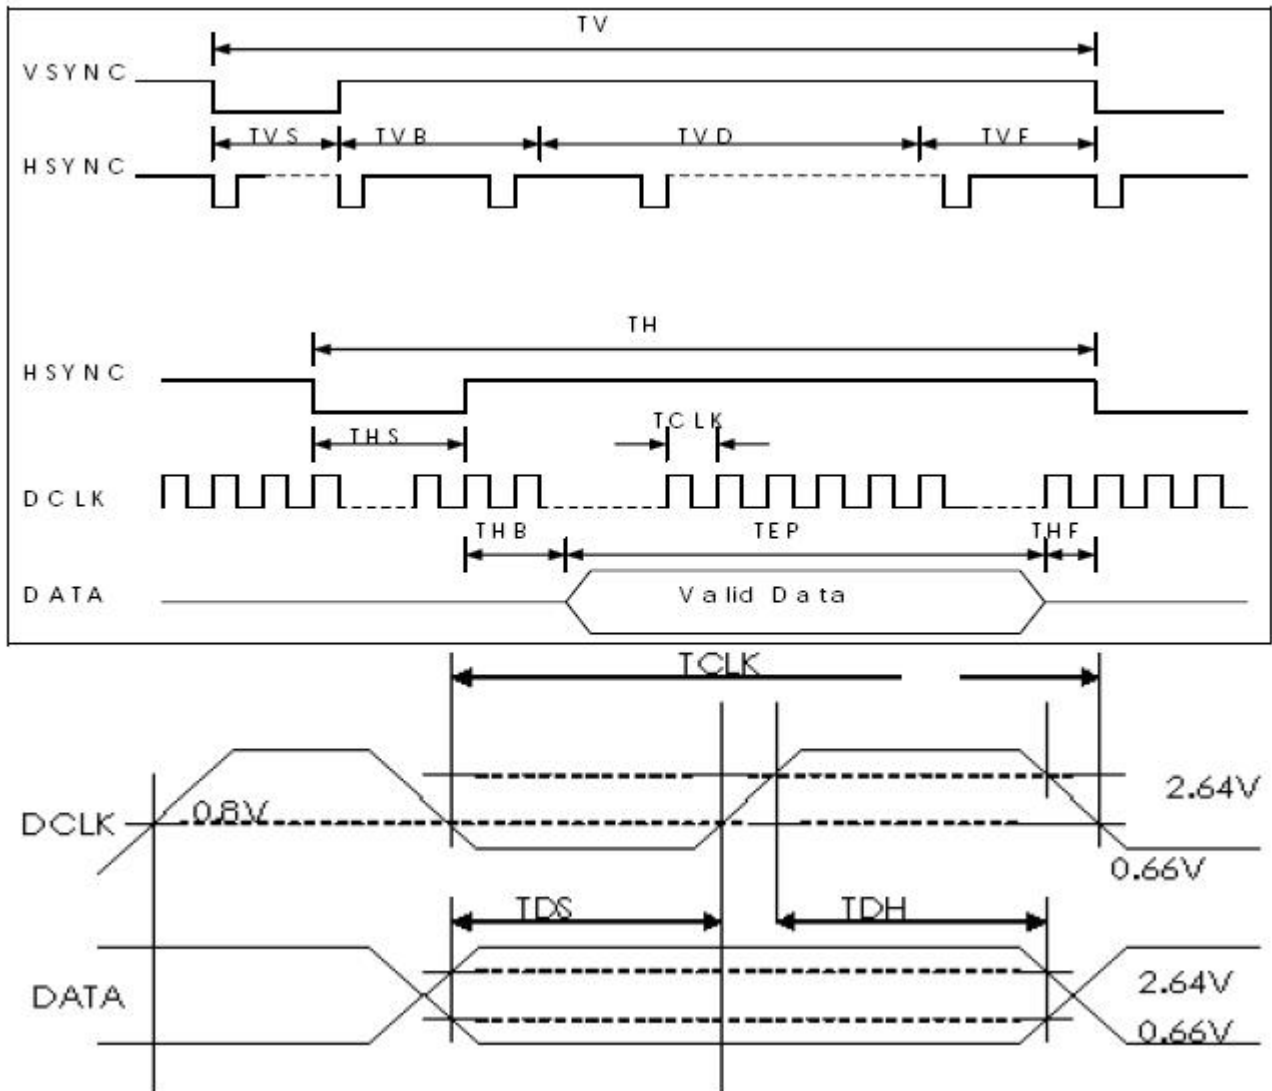 TV
VSYNC
TVS TVB TVD TVF
HSYNC
TH
HSYNC
TCLK
THS
DCLK
THB TEP THF
DATA Valid Data
TCLK
2.64V
0.8V
DCLK
0.66V
TDS TDH
2.64V
DATA
0.66V